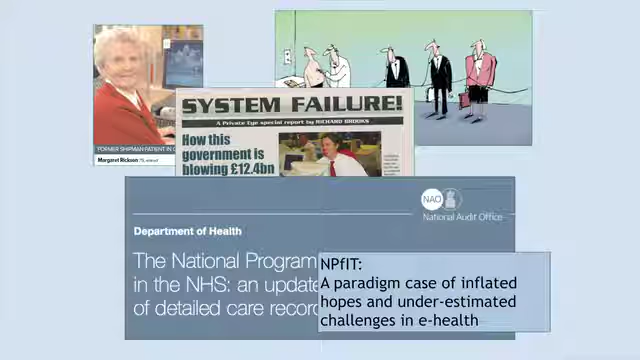 'FORMER SHIPMAN PATIENT IN
Margaret Rickson 75, retired
SYSTEM FAILURE!
A Private Eye special report by RICHARD BROOKS
How this
government is
blowing £12.4bn
NAO
National Audit Office
Department of Health
The National Program
in the NHS: an update
of detailed care record
NPfIT:
A paradigm case of inflated
hopes and under-estimated
challenges in e-health